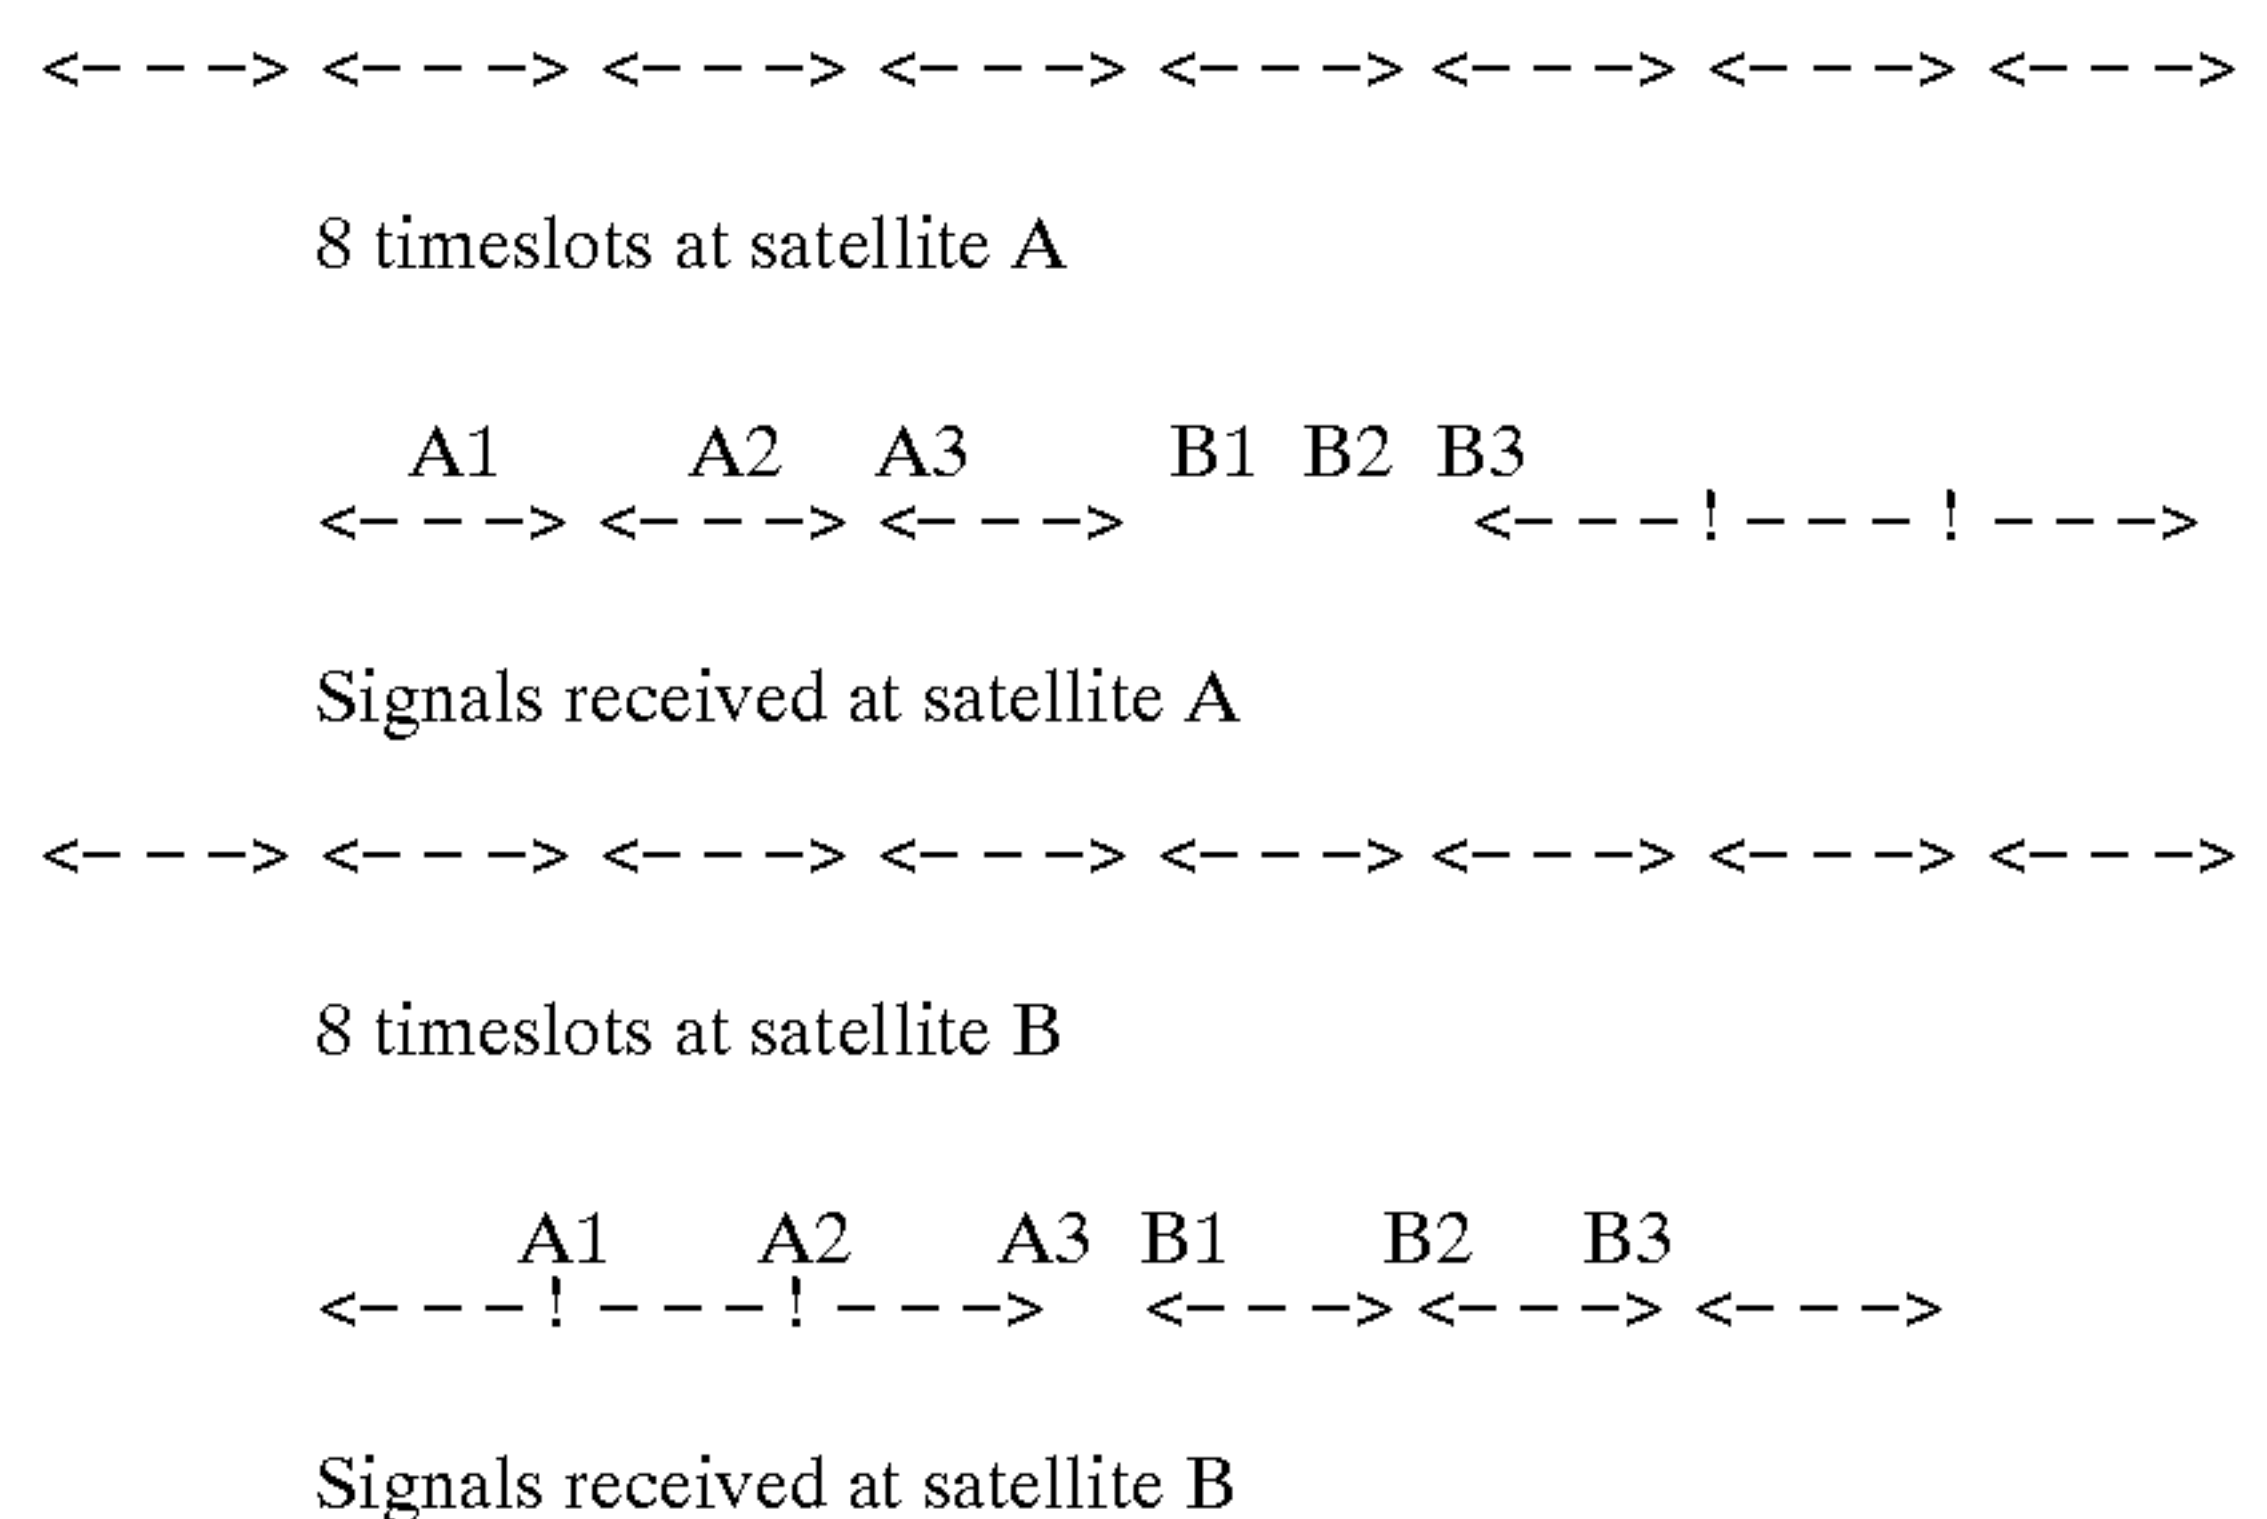 <- - -> <- - -> <- - -> <- - -> <- - -> <- - -> <- - -> <- - ->
8 timeslots at satellite A
A1 A2 A3 B1 B2 B3
<- - -> <- - -> <- - -> <- - - ! - - - ! - - ->
Signals received at satellite A
<- - -> <- - -> <- - -> <- - -> <- - -> <- - -> <- - -> <- - ->
8 timeslots at satellite B
A1 A2 A3 B1 B2 B3
<- - - ! - - - ! - - -> <- - -> <- - -> <- - ->
Signals received at satellite B